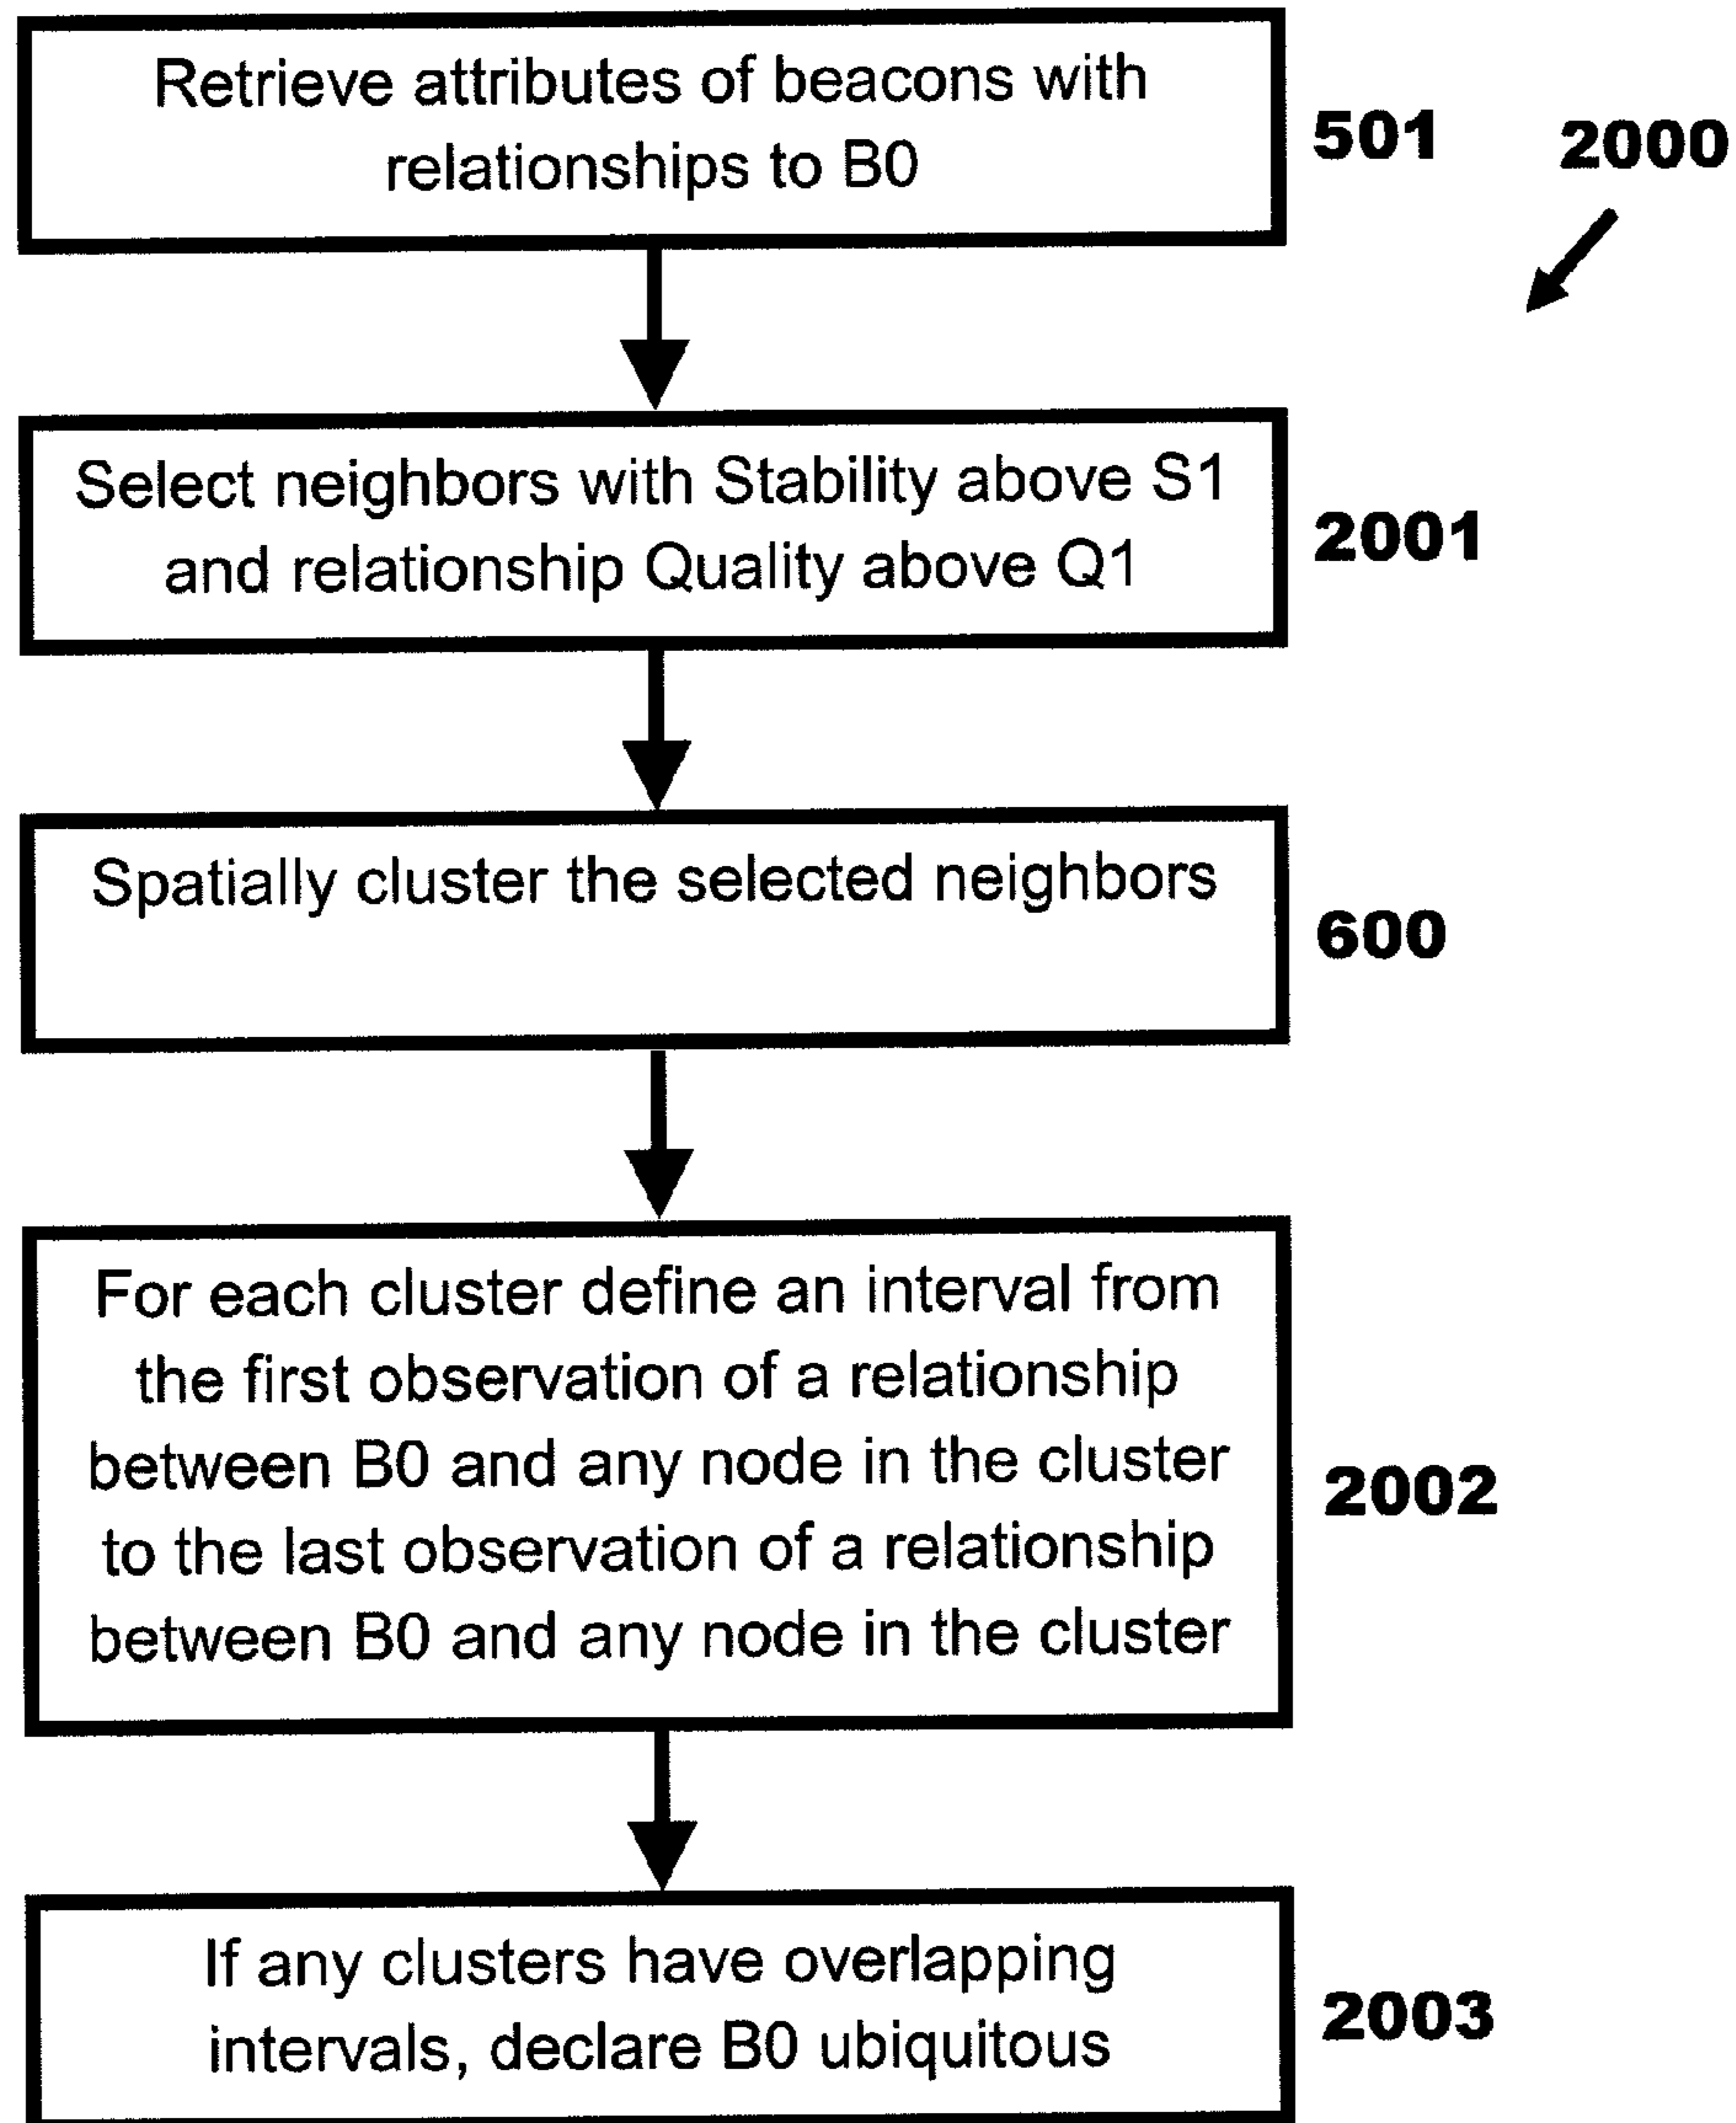 Retrieve attributes of beacons with
relationships to B0
501
2000
Select neighbors with Stability above S1
and relationship Quality above Q1
2001
Spatially cluster the selected neighbors
600
For each cluster define an interval from
the first observation of a relationship
between B0 and any node in the cluster
to the last observation of a relationship
between B0 and any node in the cluster
2002
If any clusters have overlapping
intervals, declare B0 ubiquitous
2003